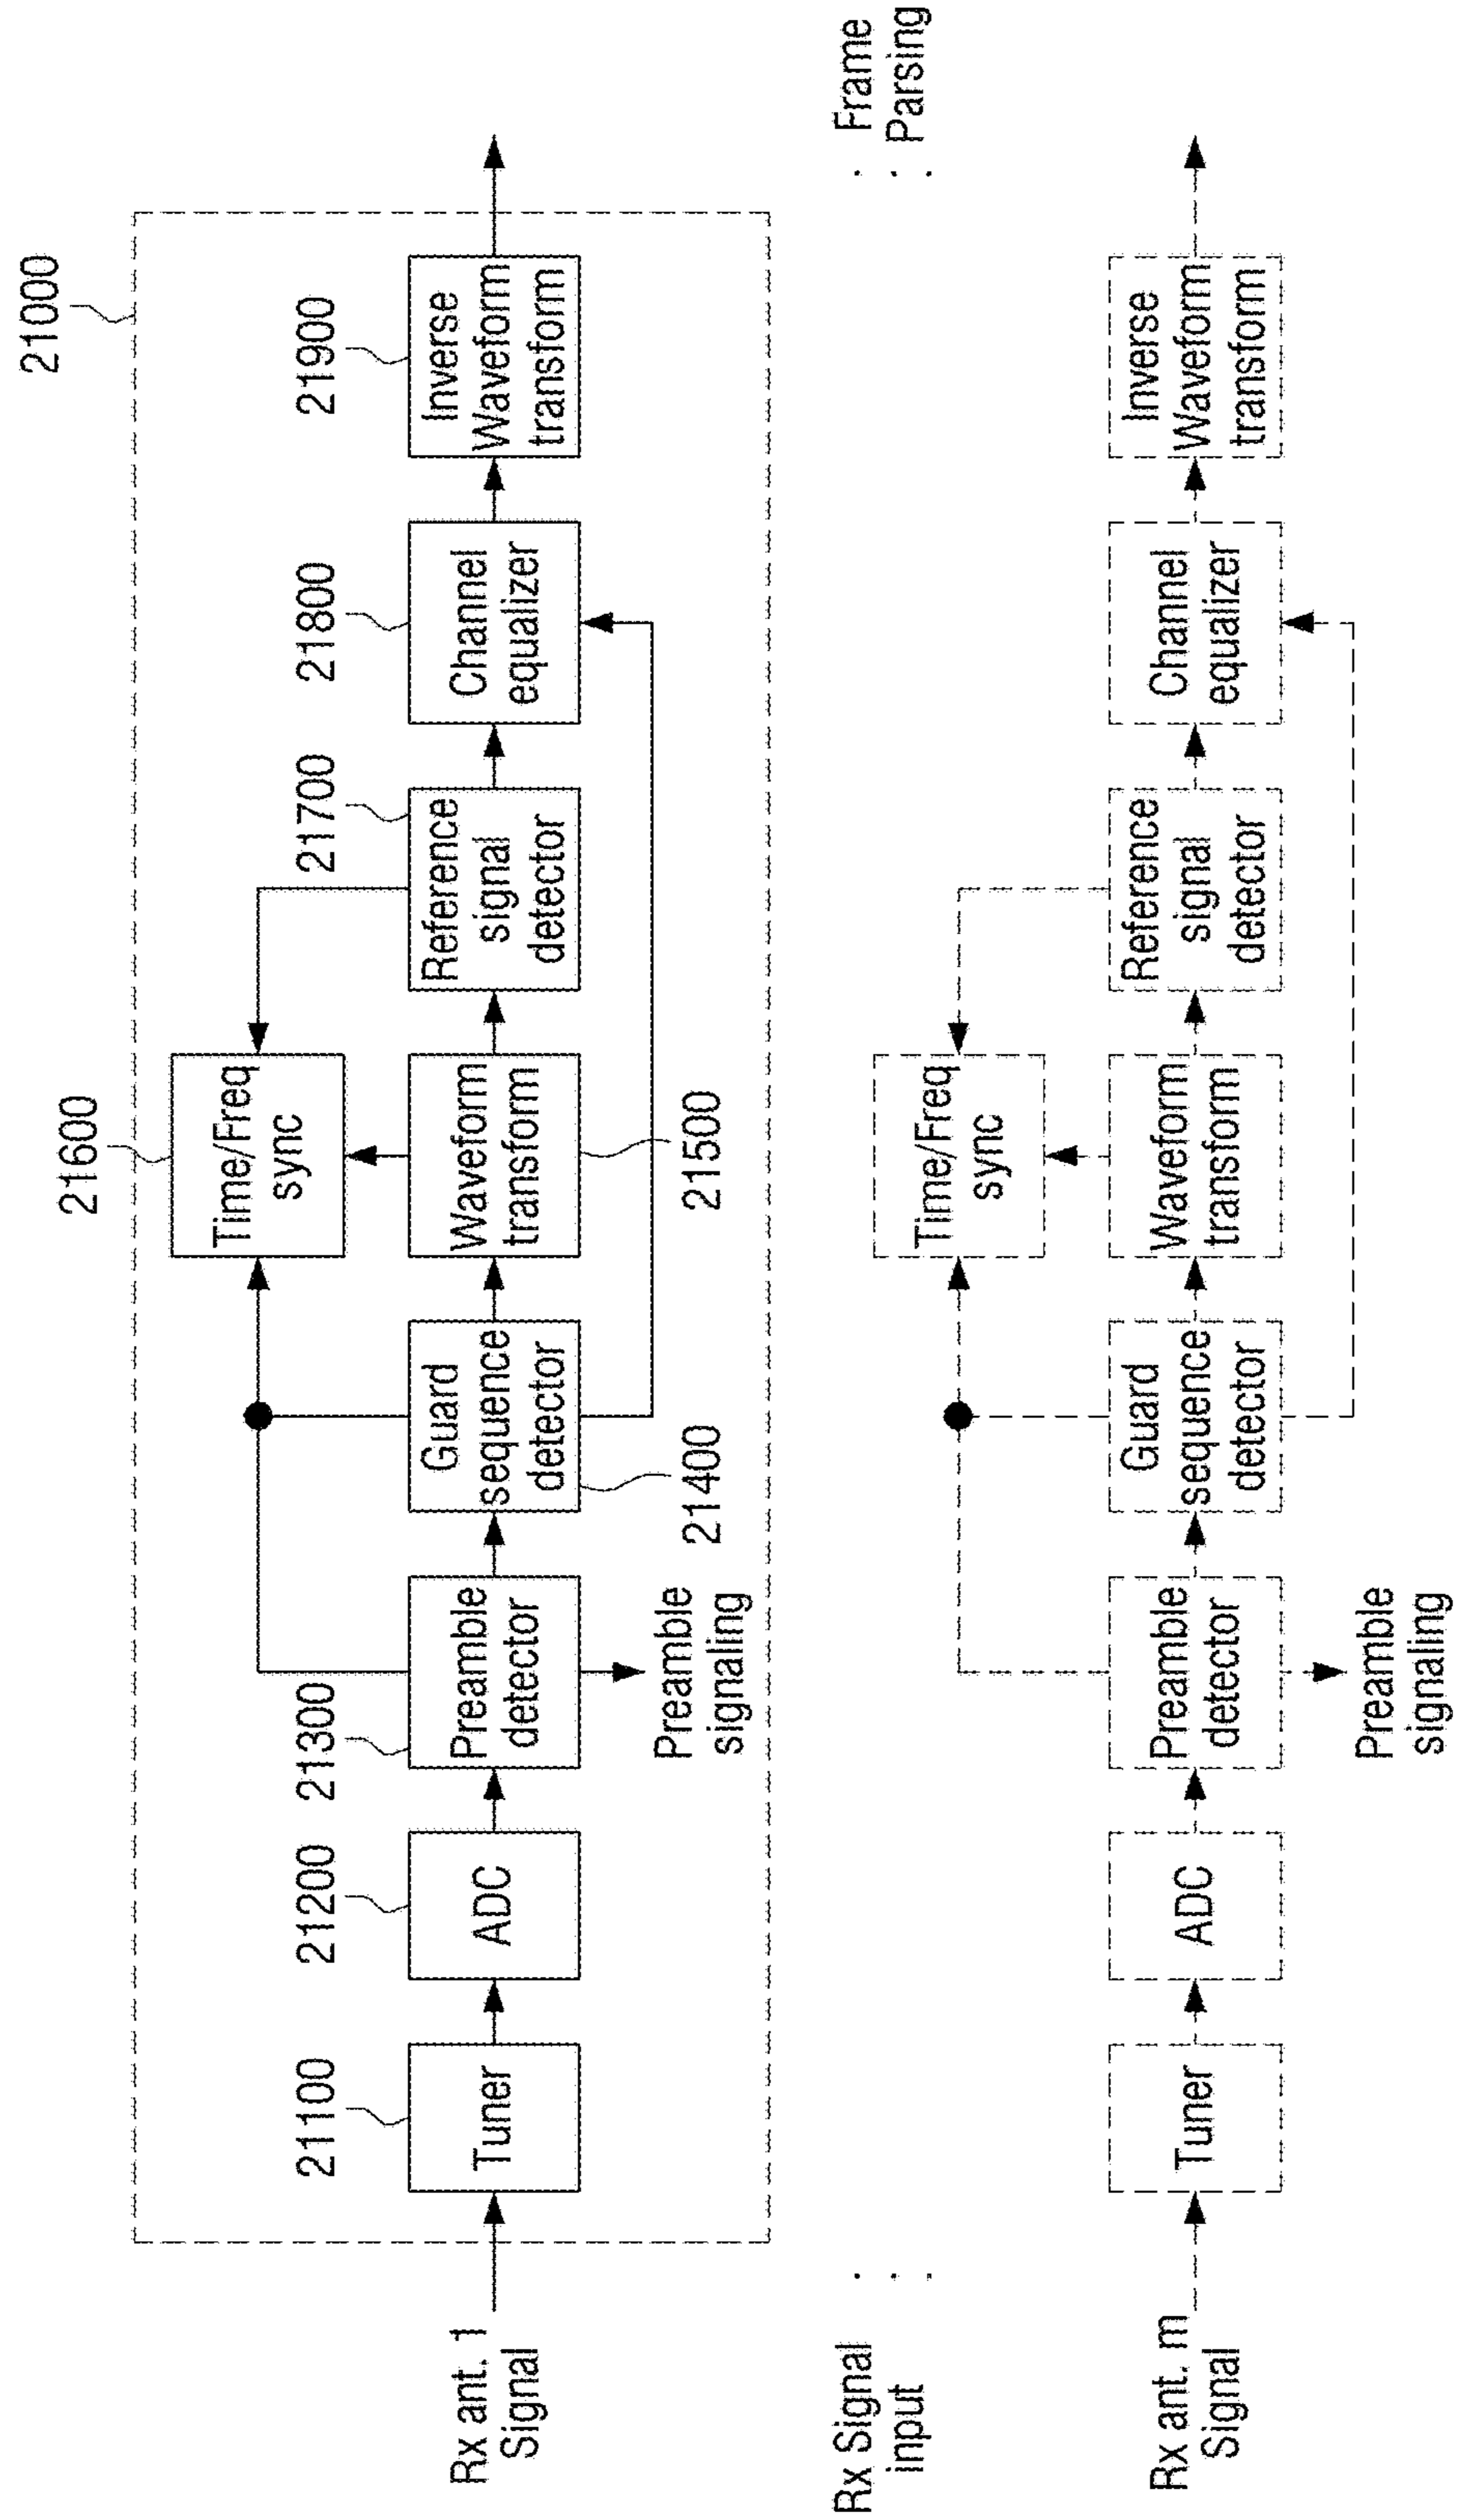 21000
21600
21100
21200
21300
21700
21800
21900
Time/Freq
sync
Rx ant. 1
Signal
Tuner
ADC
Preamble
detector
Guard
sequence
detector
Waveform
transform
Reference
signal
detector
Channel
equalizer
Inverse
Waveform
transform
Preamble
signaling
21400
21500
Rx Signal
input
Frame
Parsing
Time/Freq
sync
Rx ant. m
Signal
Tuner
ADC
Preamble
detector
Guard
sequence
detector
Waveform
transform
Reference
signal
detector
Channel
equalizer
Inverse
Waveform
transform
Preamble
signaling